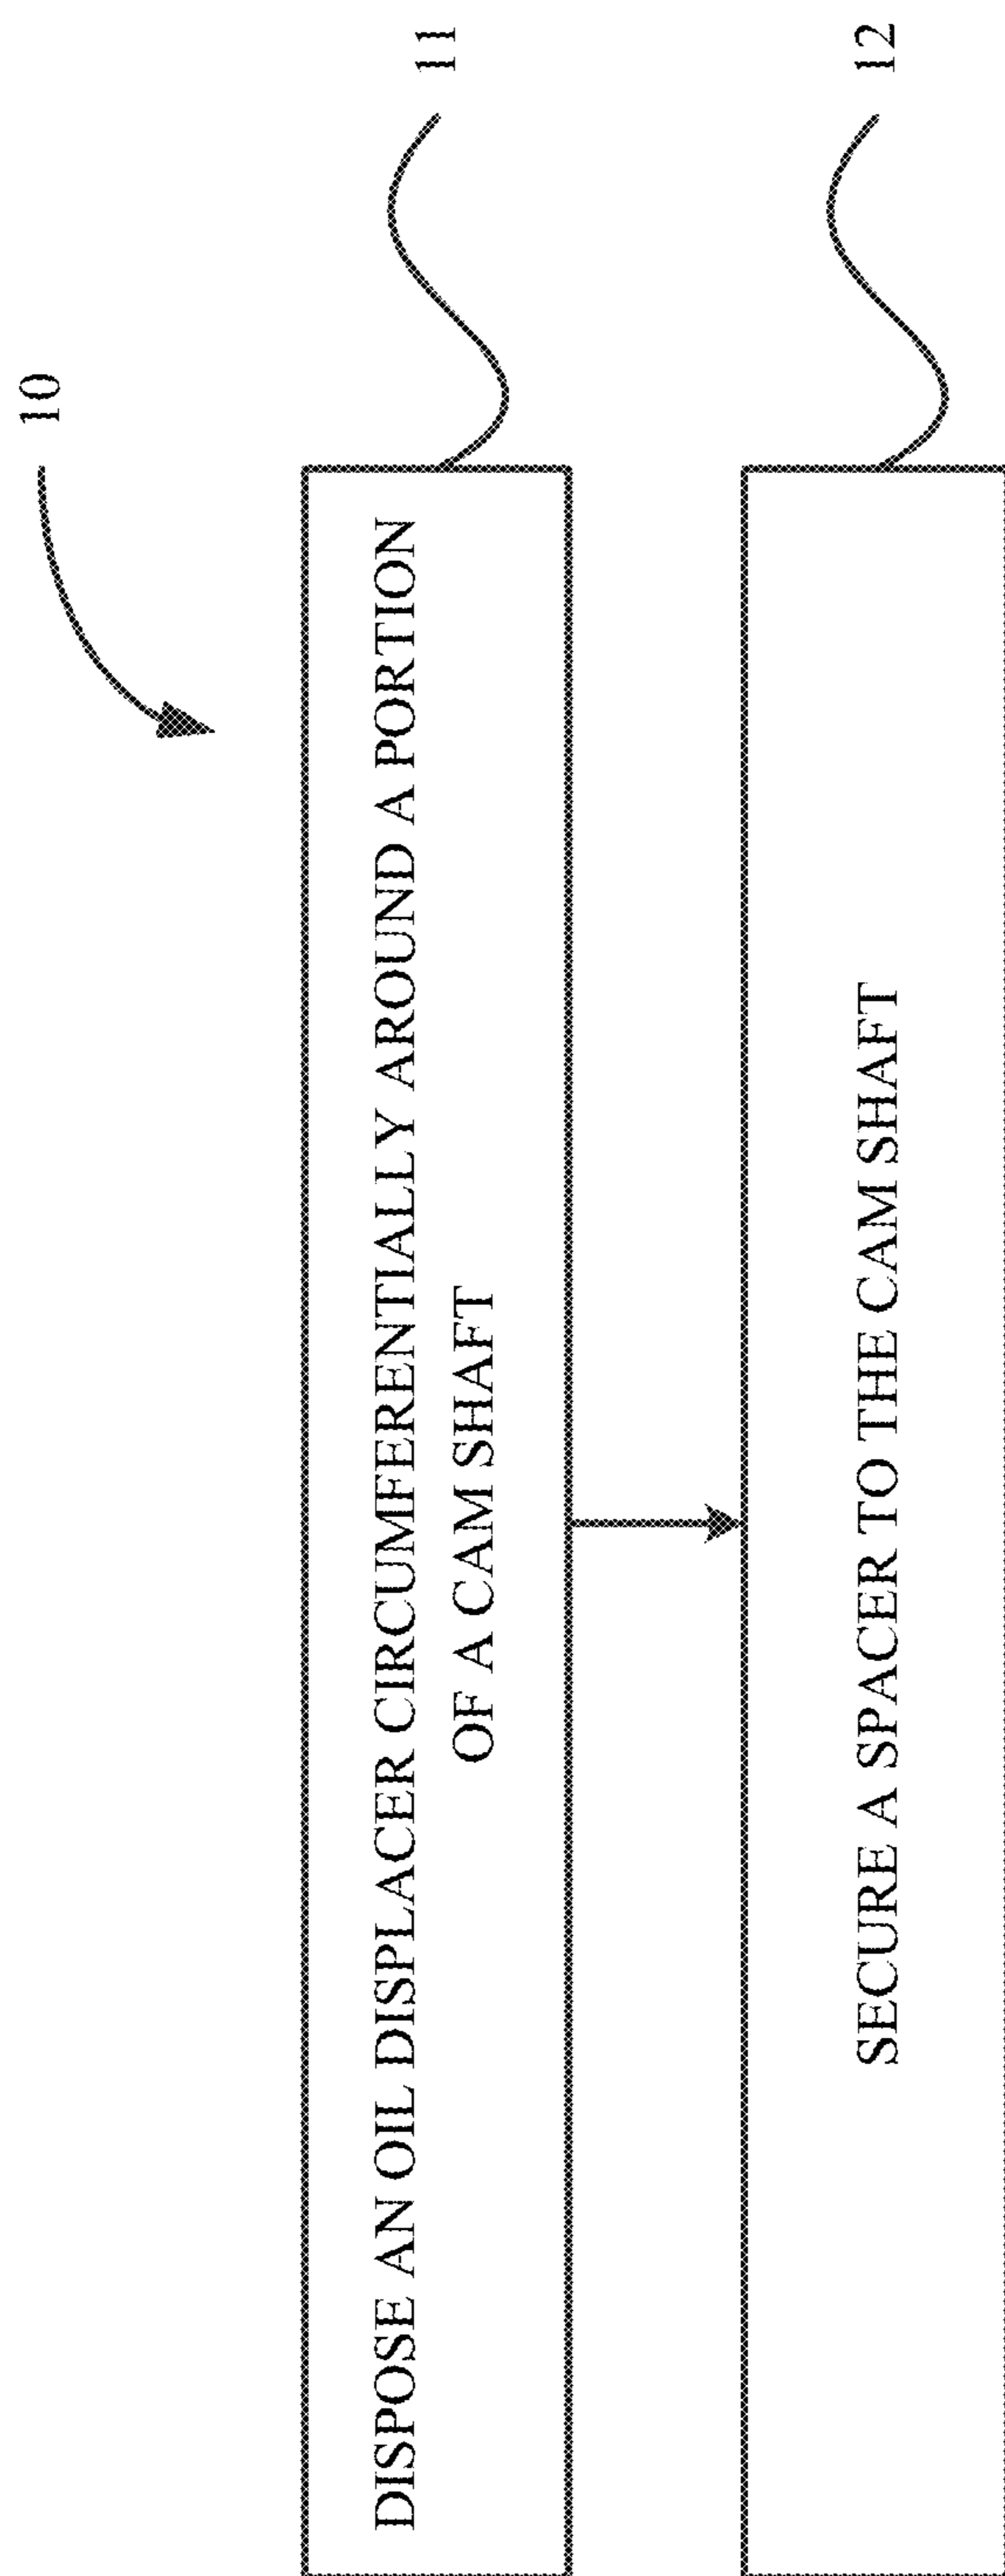 10
DISPOSE AN OIL DISPLACER CIRCUMFERENTIALLY AROUND A PORTION
OF A CAM SHAFT
11
SECURE A SPACER TO THE CAM SHAFT
12